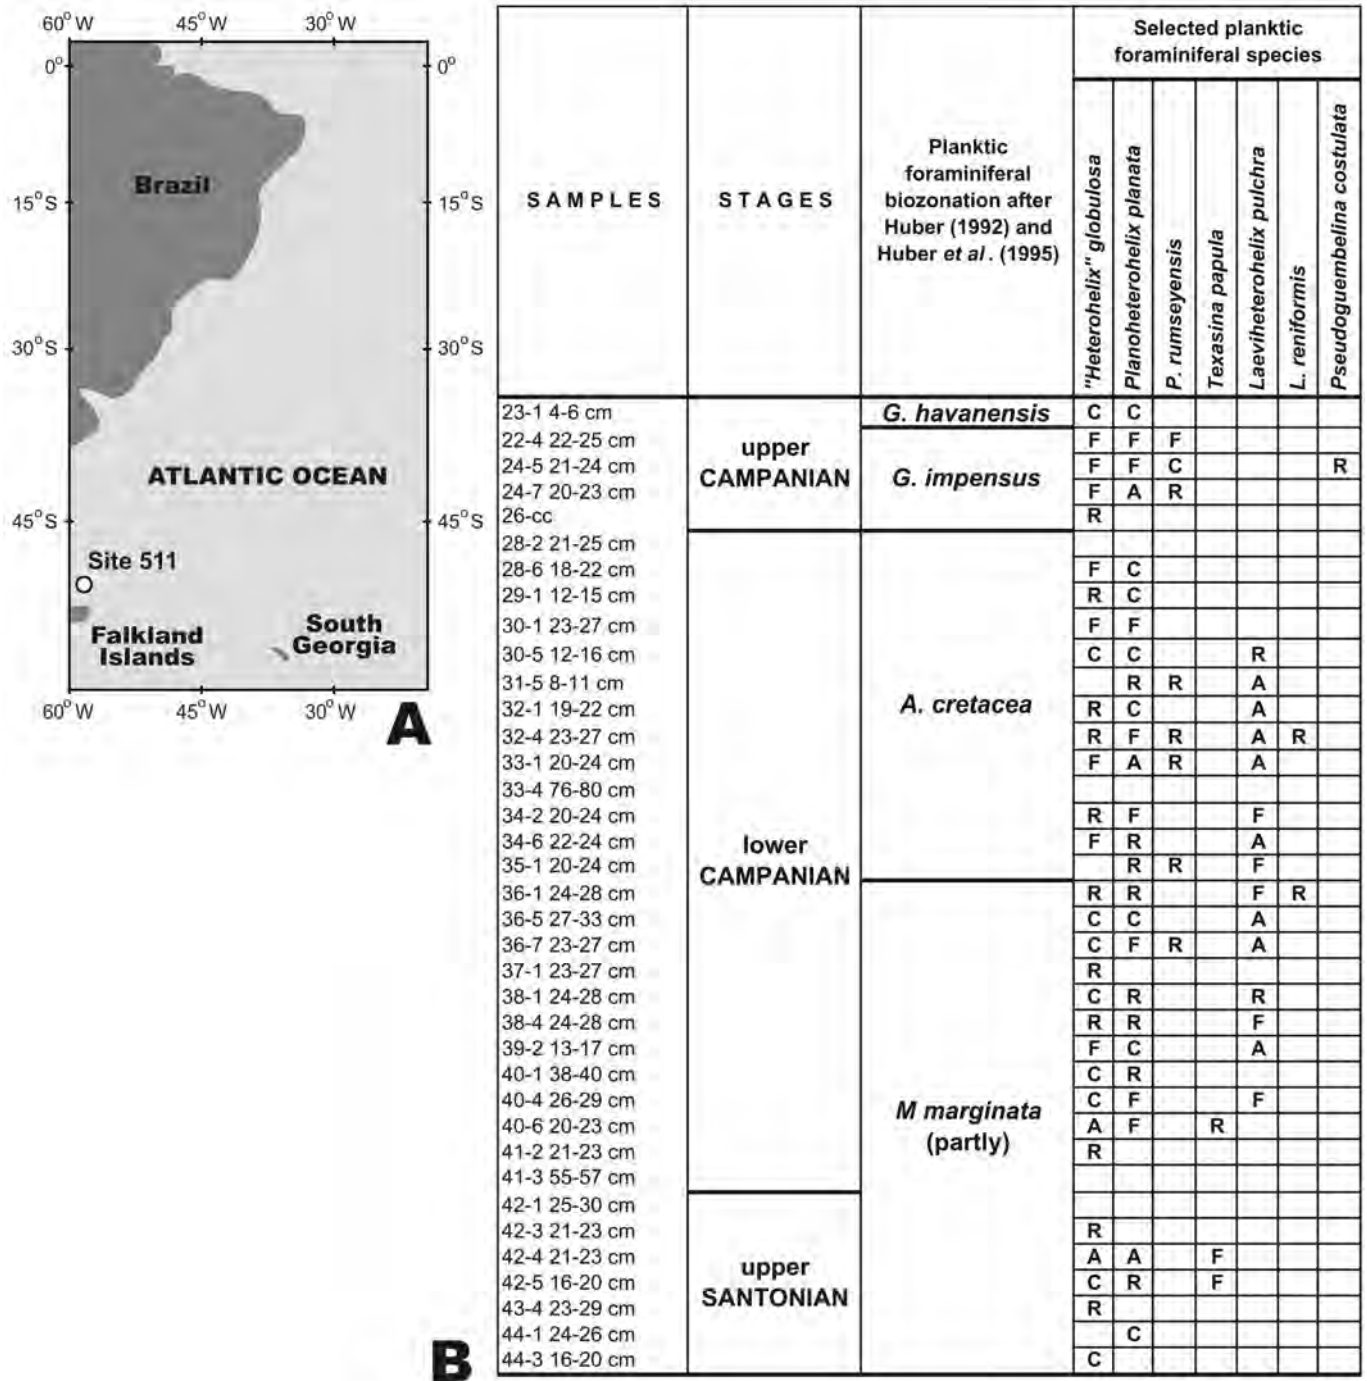 60°W 45°W 30°W
0° 0°
Brazil
15°S 15°S
30°S 30°S
ATLANTIC OCEAN
45°S 45°S
Site 511
Falkland
Islands
South
Georgia
60°W 45°W 30°W
A
B
SAMPLES
STAGES
Planktic
foraminiferal
biozonation after
Huber (1992) and
Huber et al. (1995)
Selected planktic
foraminiferal species
"Heterohelix" globulosa
Planoheterohelix planata
P. rumseyensis
Texasina papula
Laeviheterohelix pulchra
L. reniformis
Pseudoguembelina costulata
upper
CAMPANIAN
lower
CAMPANIAN
upper
SANTONIAN
G. havanensis
G. impensus
A. cretacea
M marginata
(partly)
23-1 4-6 cm C C
22-4 22-25 cm F F F
24-5 21-24 cm F F C R
24-7 20-23 cm F A R
26-cc R
28-2 21-25 cm
28-6 18-22 cm F C
29-1 12-15 cm R C
30-1 23-27 cm F F
30-5 12-16 cm C C R
31-5 8-11 cm R R A
32-1 19-22 cm R C A
32-4 23-27 cm R F R A R
33-1 20-24 cm F A R A
33-4 76-80 cm
34-2 20-24 cm R F F
34-6 22-24 cm F R A
35-1 20-24 cm R R F
36-1 24-28 cm R R F R
36-5 27-33 cm C C A
36-7 23-27 cm C F R A
37-1 23-27 cm R
38-1 24-28 cm C R R
38-4 24-28 cm R R F
39-2 13-17 cm F C A
40-1 38-40 cm C R
40-4 26-29 cm C F F
40-6 20-23 cm A F R
41-2 21-23 cm R
41-3 55-57 cm
42-1 25-30 cm
42-3 21-23 cm R
42-4 21-23 cm A A F
42-5 16-20 cm C R F
43-4 23-29 cm R
44-1 24-26 cm C
44-3 16-20 cm C